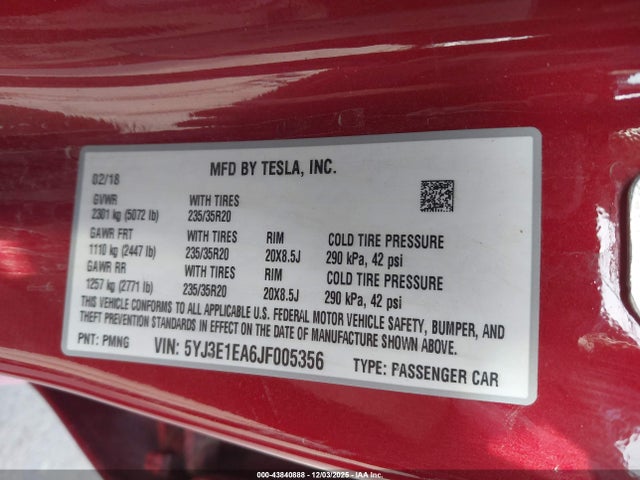 MFD BY TESLA, INC.
02/18
GVWR WITH TIRES
2301 kg (5072 lb) 235/35R20
GAWR FRT WITH TIRES RIM COLD TIRE PRESSURE
1110 kg (2447 lb) 235/35R20 20X8.5J 290 kPa, 42 psi
GAWR RR WITH TIRES RIM COLD TIRE PRESSURE
1257 kg (2771 lb) 235/35R20 20X8.5J 290 kPa, 42 psi
THIS VEHICLE CONFORMS TO ALL APPLICABLE U.S. FEDERAL MOTOR VEHICLE SAFETY, BUMPER, AND
THEFT PREVENTION STANDARDS IN EFFECT ON THE DATE OF MANUFACTURE SHOWN ABOVE.
PNT: PMNG VIN: 5YJ3E1EA6JF005356 TYPE: PASSENGER CAR
000-43840888 - 12/03/2025 - IAA Inc.